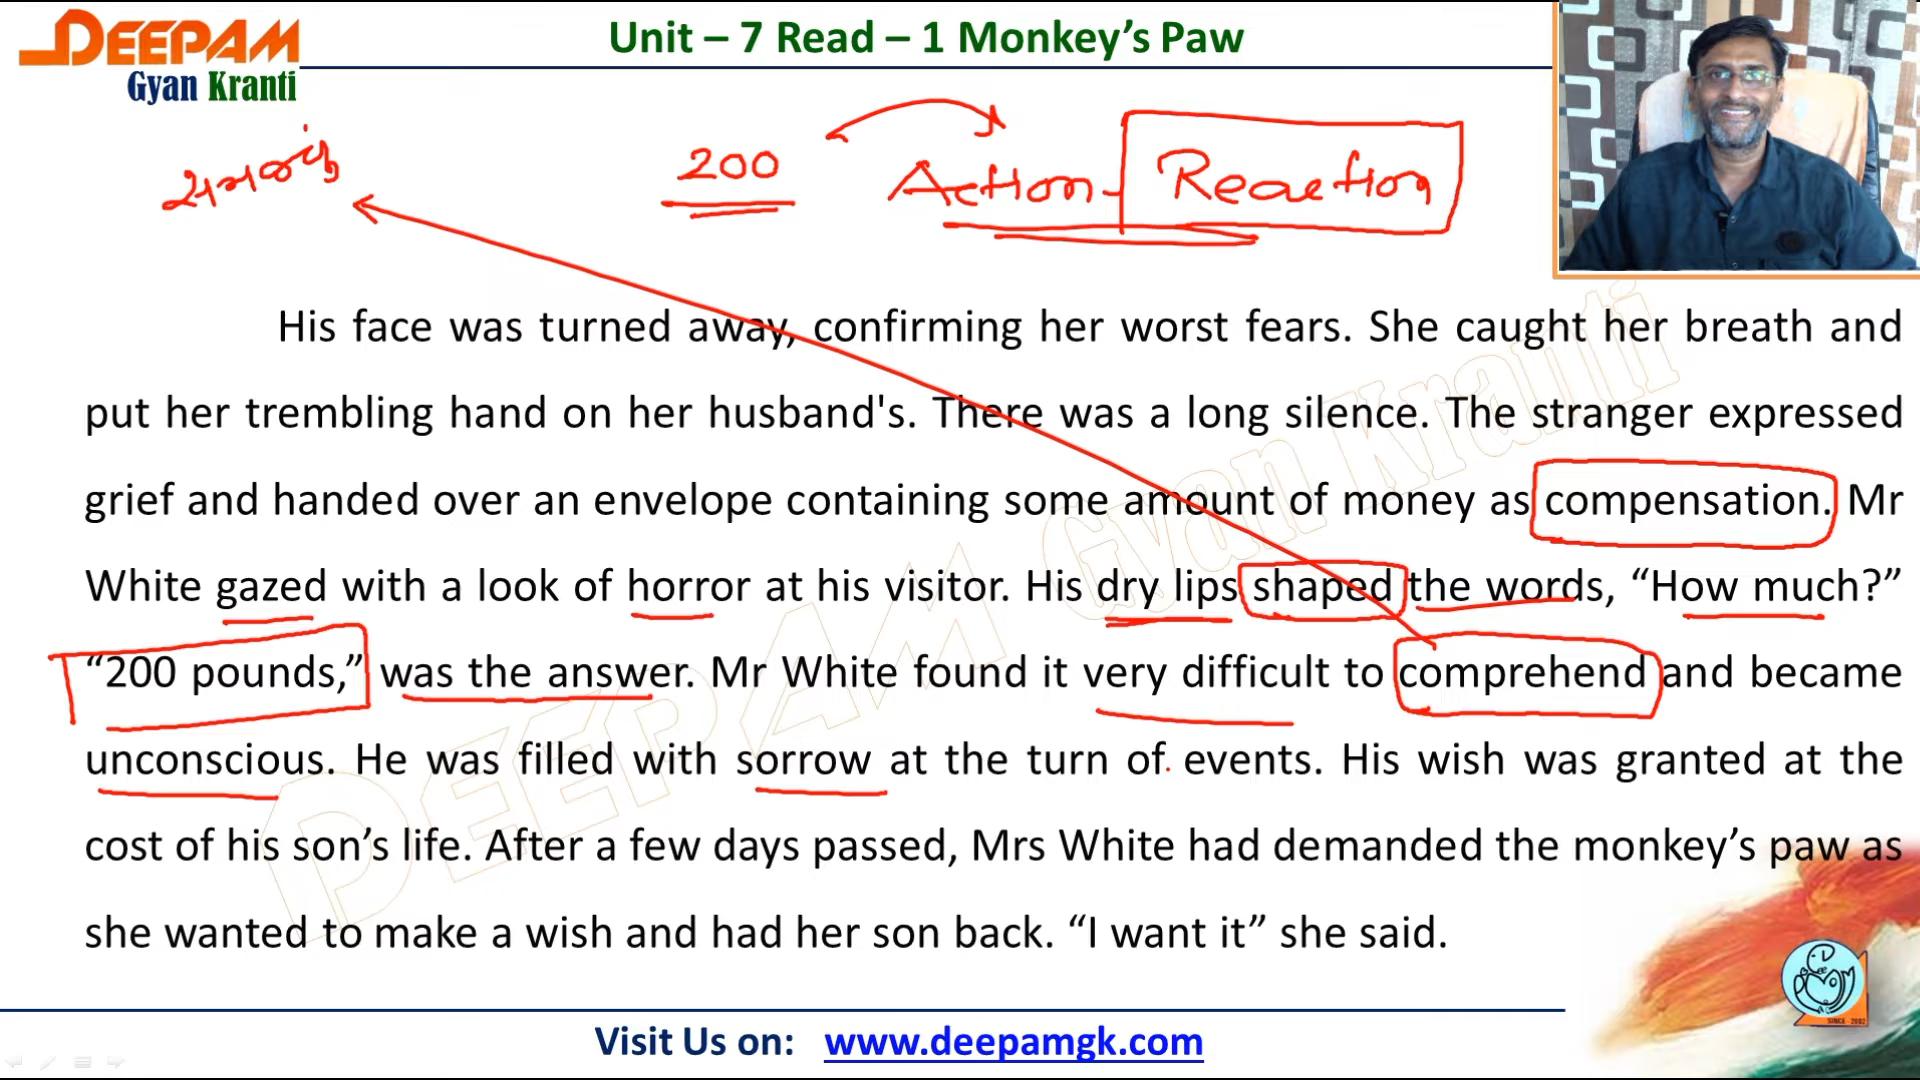 DEEPAM
Gyan Kranti
Unit – 7 Read – 1 Monkey’s Paw
સમજવું
200
Action - Reaction
His face was turned away, confirming her worst fears. She caught her breath and
put her trembling hand on her husband's. There was a long silence. The stranger expressed
grief and handed over an envelope containing some amount of money as compensation. Mr
White gazed with a look of horror at his visitor. His dry lips shaped the words, “How much?”
“200 pounds,” was the answer. Mr White found it very difficult to comprehend and became
unconscious. He was filled with sorrow at the turn of events. His wish was granted at the
cost of his son’s life. After a few days passed, Mrs White had demanded the monkey’s paw as
she wanted to make a wish and had her son back. “I want it” she said.
DEEPAM Gyan Kranti
SINCE - 2002
Visit Us on: www.deepamgk.com